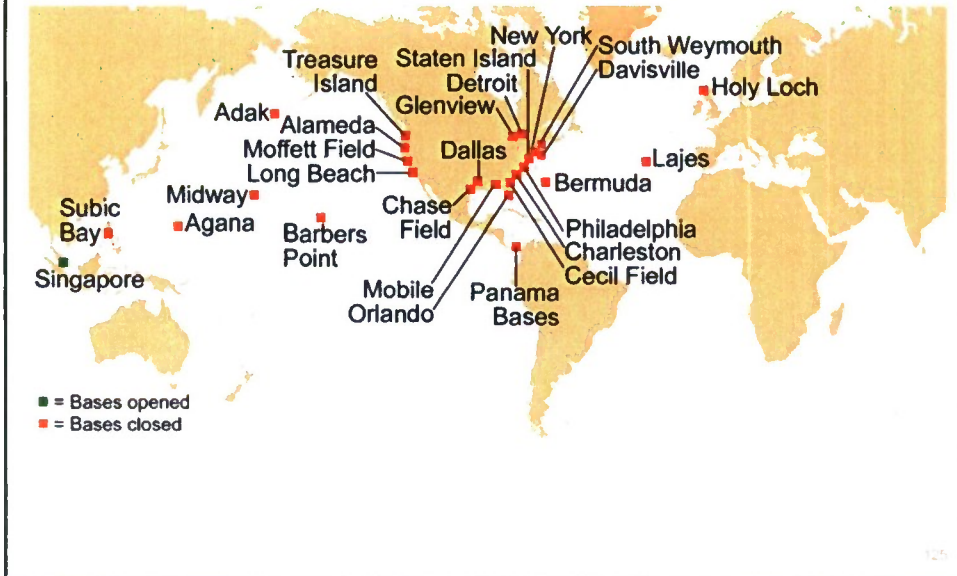 New York
South Weymouth
Davisville
Treasure
Island
Staten Island
Detroit
Glenview
Holy Loch
Adak
Alameda
Moffett Field
Long Beach
Dallas
Lajes
Bermuda
Midway
Agana
Subic
Bay
Singapore
Barbers
Point
Chase
Field
Philadelphia
Charleston
Cecil Field
Mobile
Orlando
Panama
Bases
= Bases opened
= Bases closed
125